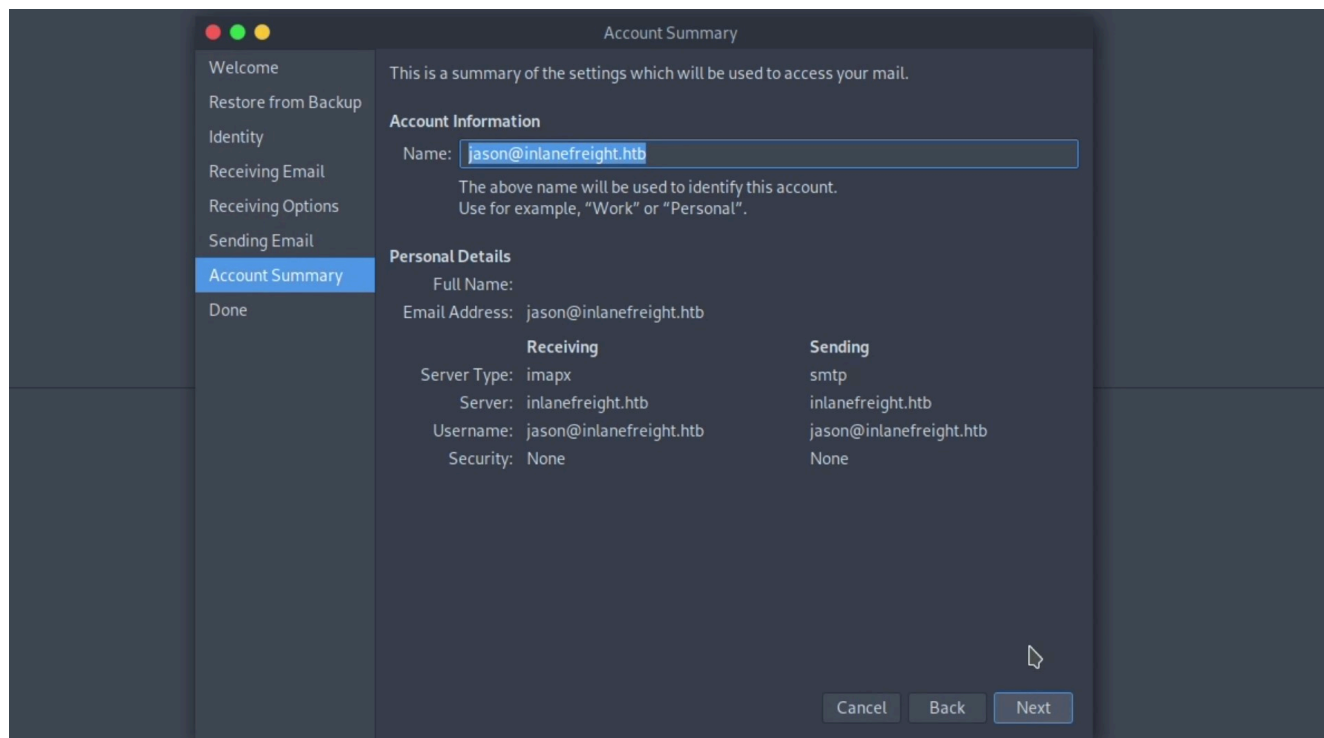 Account Summary
Welcome
Restore from Backup
Identity
Receiving Email
Receiving Options
Sending Email
Account Summary
Done
This is a summary of the settings which will be used to access your mail.
Account Information
Name: jason@inlanefreight.htb
The above name will be used to identify this account.
Use for example, “Work” or “Personal”.
Personal Details
Full Name:
Email Address: jason@inlanefreight.htb
Receiving Sending
Server Type: imapx smtp
Server: inlanefreight.htb inlanefreight.htb
Username: jason@inlanefreight.htb jason@inlanefreight.htb
Security: None None
Cancel Back Next